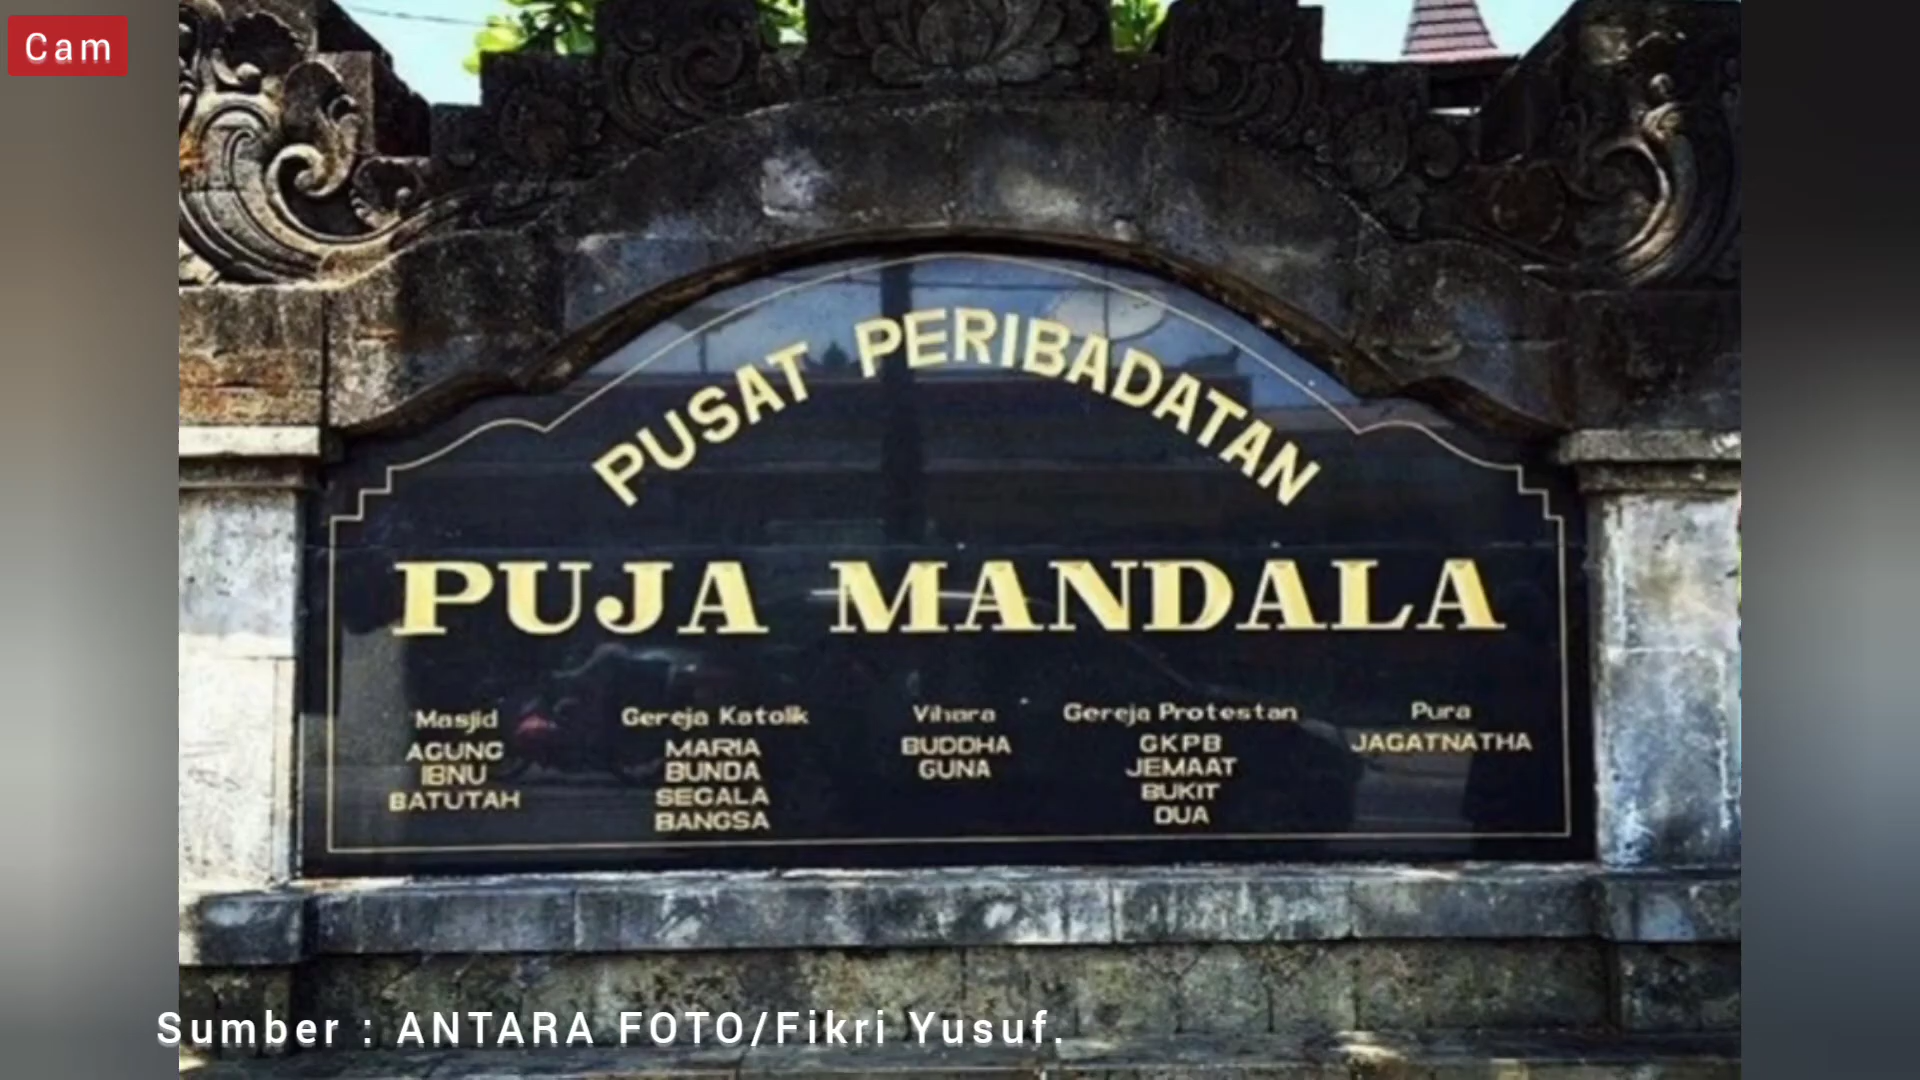 Cam
PUSAT PERIBADATAN
PUJA MANDALA
Masjid
AGUNG
IBNU
BATUTAH
Gereja Katolik
MARIA
BUNDA
SEGALA
BANGSA
Vihara
BUDDHA
GUNA
Gereja Protestan
GKPB
JEMAAT
BUKIT
DUA
Pura
JAGATNATHA
Sumber : ANTARA FOTO/Fikri Yusuf.